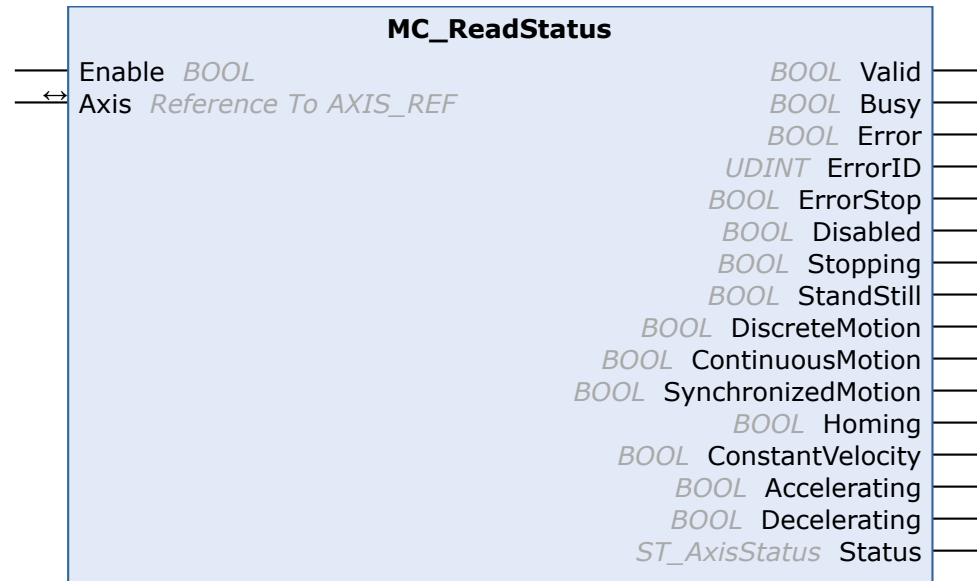 MC_ReadStatus
Enable BOOL BOOL Valid
↔ Axis Reference To AXIS_REF BOOL Busy
BOOL Error
UDINT ErrorID
BOOL ErrorStop
BOOL Disabled
BOOL Stopping
BOOL StandStill
BOOL DiscreteMotion
BOOL ContinuousMotion
BOOL SynchronizedMotion
BOOL Homing
BOOL ConstantVelocity
BOOL Accelerating
BOOL Decelerating
ST_AxisStatus Status